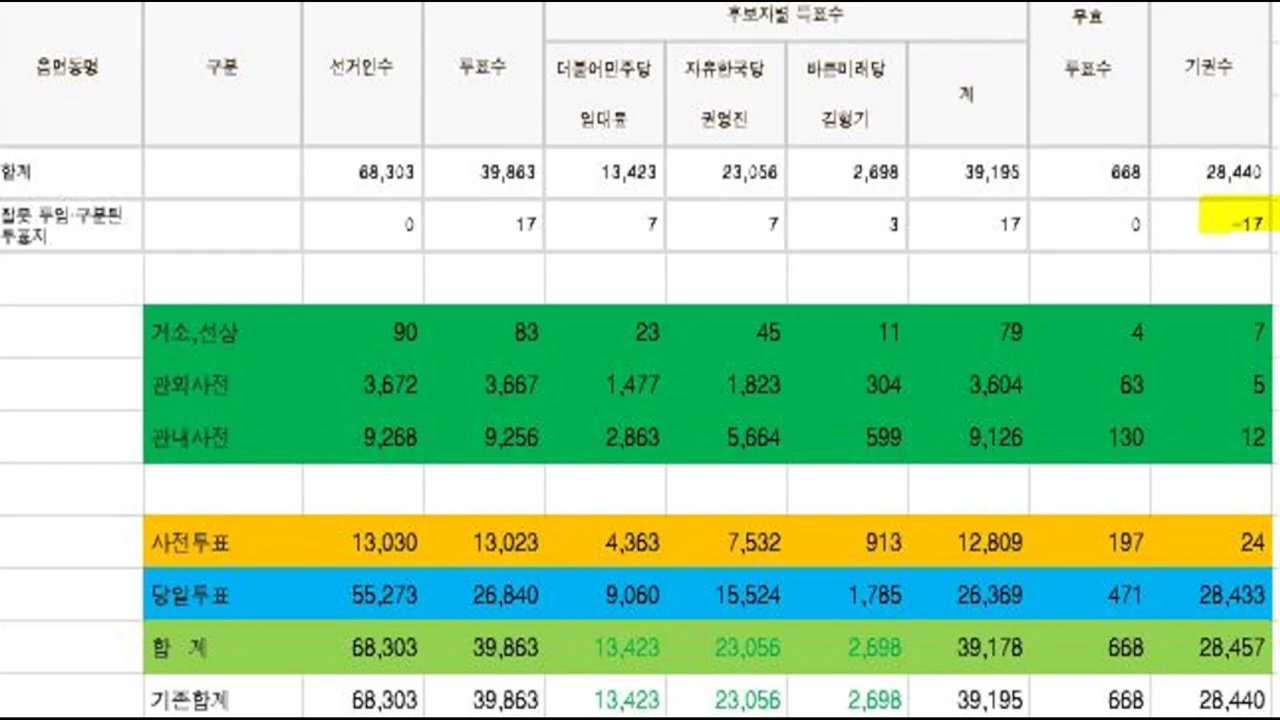 후보자별 득표수
무효
읍면동명 구분 선거인수 투표수 더불어민주당 자유한국당 바른미래당 계 투표수 기권수
임대윤 권영진 김형기
합계 68,303 39,863 13,423 23,056 2,698 39,195 668 28,440
잘못 투입·구분된
투표지 0 17 7 7 3 17 0 -17
거소,선상 90 83 23 45 11 79 4 7
관외사전 3,672 3,667 1,477 1,823 304 3,604 63 5
관내사전 9,268 9,256 2,863 5,664 599 9,126 130 12
사전투표 13,030 13,023 4,363 7,532 913 12,809 197 24
당일투표 55,273 26,840 9,060 15,524 1,785 26,369 471 28,433
합 계 68,303 39,863 13,423 23,056 2,698 39,178 668 28,457
기존합계 68,303 39,863 13,423 23,056 2,698 39,195 668 28,440